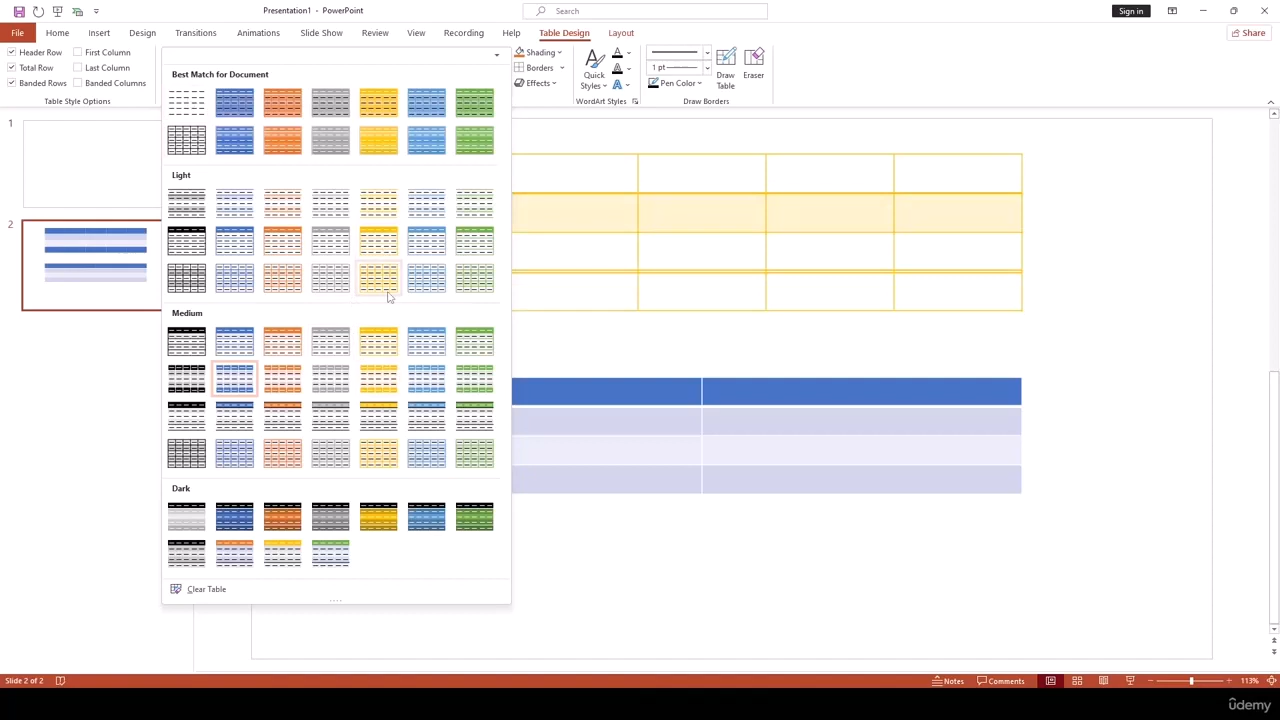 Presentation1 - PowerPoint
Search
Sign in
File Home Insert Design Transitions Animations Slide Show Review View Recording Help Table Design Layout
Share
Header Row First Column
Total Row Last Column
Banded Rows Banded Columns
Table Style Options
Shading
Borders
Effects
Quick
Styles
A
A
A
WordArt Styles
1 pt
Pen Color
Draw
Table
Eraser
Draw Borders
Best Match for Document
Light
Medium
Dark
Clear Table
1
2
Slide 2 of 2
Notes
Comments
113%
ûdemy